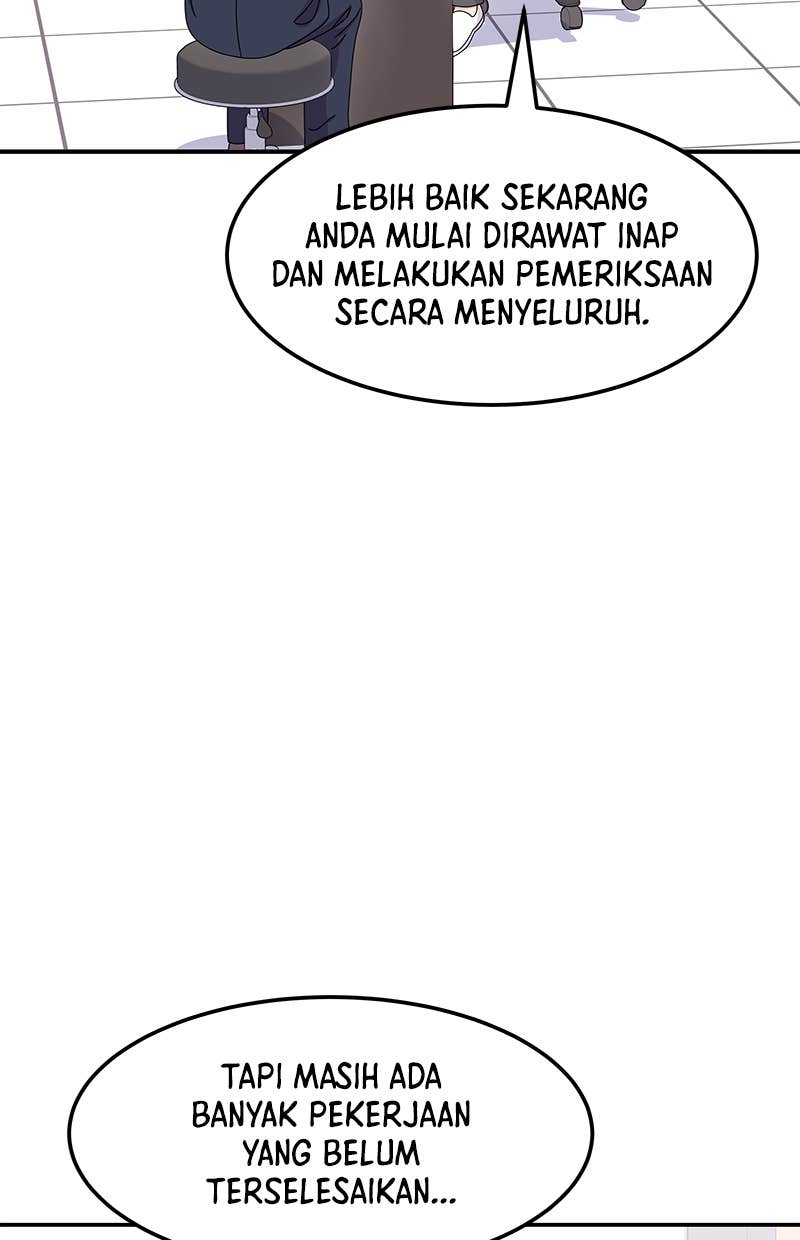 LEBIH BAIK SEKARANG
ANDA MULAI DIRAWAT INAP
DAN MELAKUKAN PEMERIKSAAN
SECARA MENYELURUH.
TAPI MASIH ADA
BANYAK PEKERJAAN
YANG BELUM
TERSELESAIKAN...